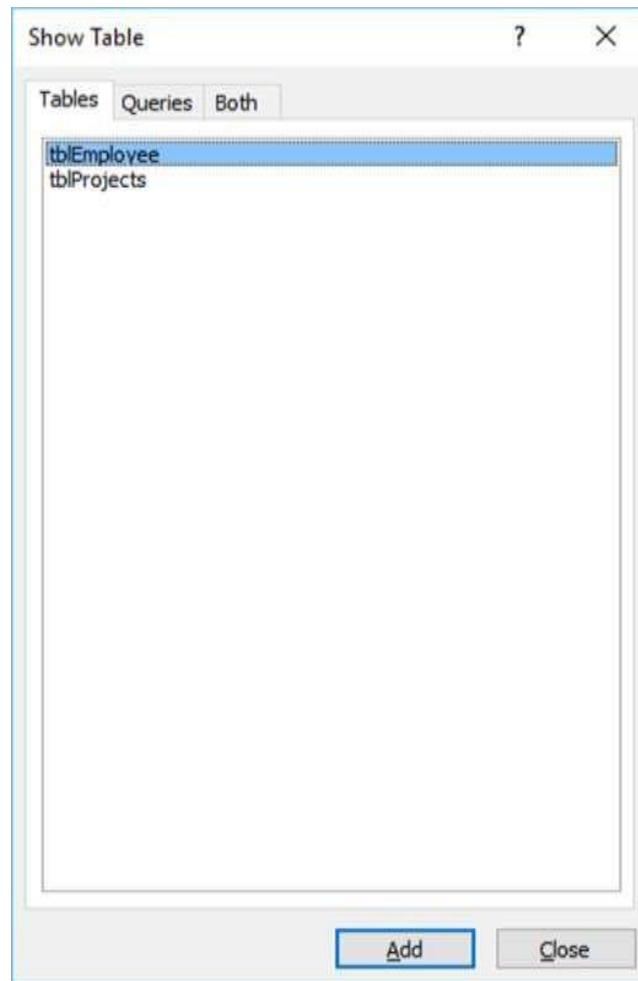 Show Table ?
Tables Queries Both
tblEmployee
tblProjects
Add Close